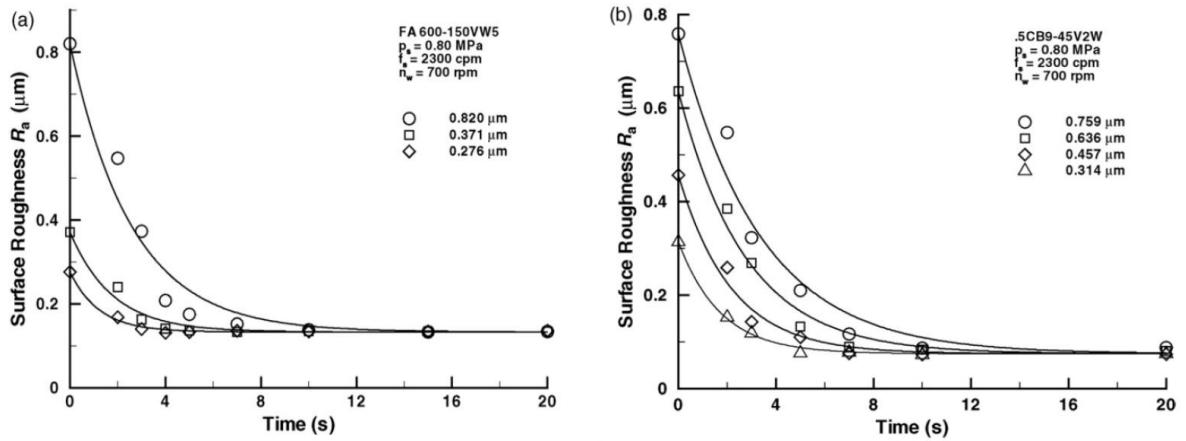 (a)
FA 600-150VW5
pₛ = 0.80 MPa
fₐ = 2300 cpm
n_w = 700 rpm
0.820 μm
0.371 μm
0.276 μm
Surface Roughness Rₐ (μm)
0.8
0.6
0.4
0.2
0
0 4 8 12 16 20
Time (s)
(b)
.5CB9-45V2W
pₛ = 0.80 MPa
fₐ = 2300 cpm
n_w = 700 rpm
0.759 μm
0.636 μm
0.457 μm
0.314 μm
Surface Roughness Rₐ (μm)
0.8
0.6
0.4
0.2
0
0 4 8 12 16 20
Time (s)